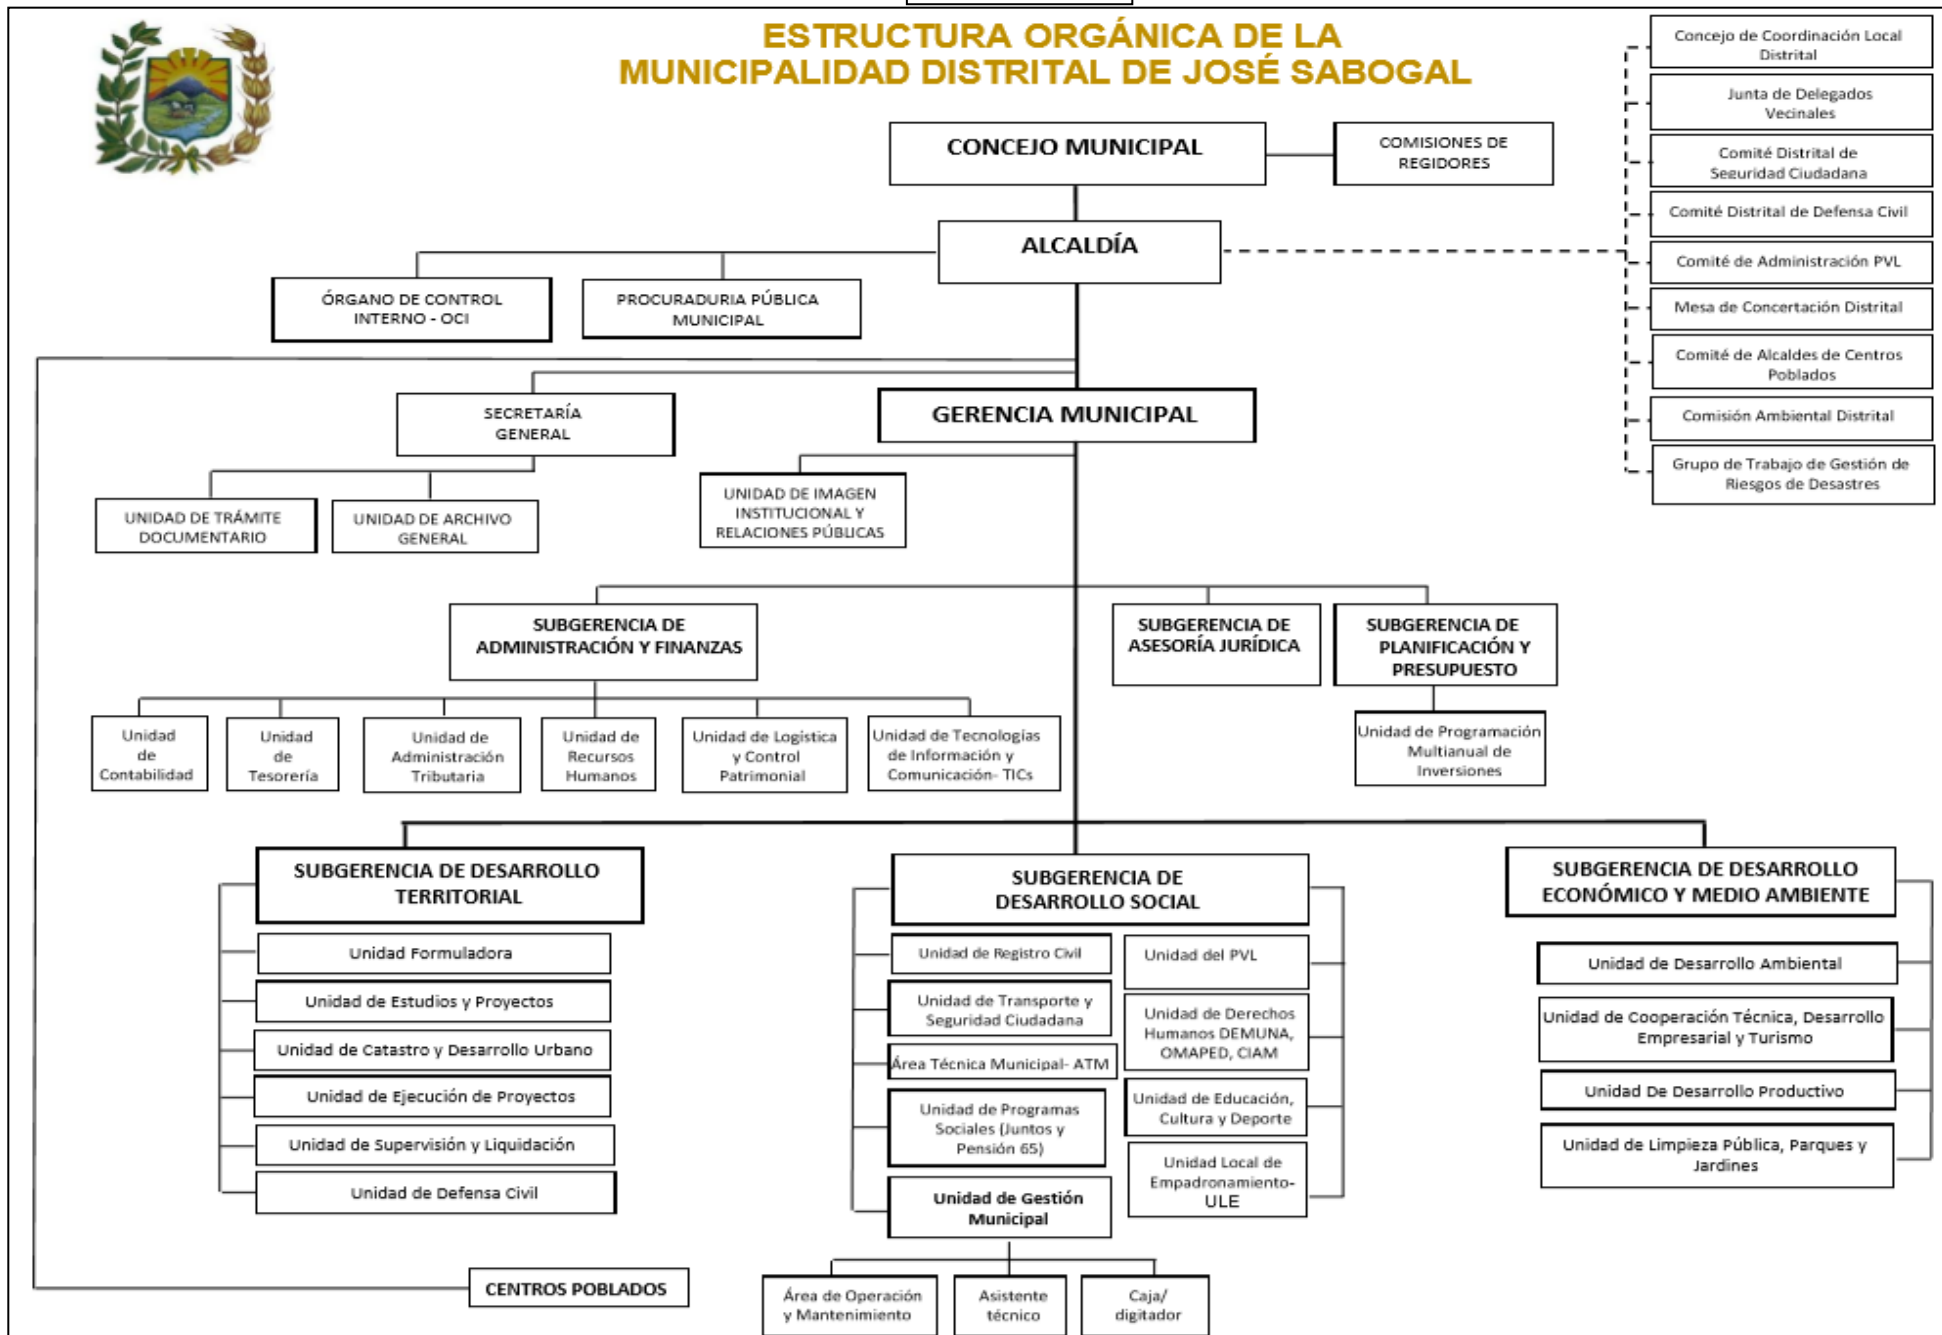 ESTRUCTURA ORGÁNICA DE LA
MUNICIPALIDAD DISTRITAL DE JOSÉ SABOGAL
CONCEJO MUNICIPAL
COMISIONES DE
REGIDORES
ALCALDÍA
ÓRGANO DE CONTROL
INTERNO - OCI
PROCURADURIA PÚBLICA
MUNICIPAL
Concejo de Coordinación Local
Distrital
Junta de Delegados
Vecinales
Comité Distrital de
Seguridad Ciudadana
Comité Distrital de Defensa Civil
Comité de Administración PVL
Mesa de Concertación Distrital
Comité de Alcaldes de Centros
Poblados
Comisión Ambiental Distrital
Grupo de Trabajo de Gestión de
Riesgos de Desastres
SECRETARÍA
GENERAL
GERENCIA MUNICIPAL
UNIDAD DE TRÁMITE
DOCUMENTARIO
UNIDAD DE ARCHIVO
GENERAL
UNIDAD DE IMAGEN
INSTITUCIONAL Y
RELACIONES PÚBLICAS
SUBGERENCIA DE
ADMINISTRACIÓN Y FINANZAS
SUBGERENCIA DE
ASESORÍA JURÍDICA
SUBGERENCIA DE
PLANIFICACIÓN Y
PRESUPUESTO
Unidad
de
Contabilidad
Unidad
de
Tesorería
Unidad de
Administración
Tributaria
Unidad de
Recursos
Humanos
Unidad de Logística
y Control
Patrimonial
Unidad de Tecnologías
de Información y
Comunicación- TICs
Unidad de Programación
Multianual de
Inversiones
SUBGERENCIA DE DESARROLLO
TERRITORIAL
Unidad Formuladora
Unidad de Estudios y Proyectos
Unidad de Catastro y Desarrollo Urbano
Unidad de Ejecución de Proyectos
Unidad de Supervisión y Liquidación
Unidad de Defensa Civil
SUBGERENCIA DE
DESARROLLO SOCIAL
Unidad de Registro Civil
Unidad de Transporte y
Seguridad Ciudadana
Área Técnica Municipal- ATM
Unidad de Programas
Sociales (Juntos y
Pensión 65)
Unidad de Gestión
Municipal
Unidad del PVL
Unidad de Derechos
Humanos DEMUNA,
OMAPED, CIAM
Unidad de Educación,
Cultura y Deporte
Unidad Local de
Empadronamiento-
ULE
SUBGERENCIA DE DESARROLLO
ECONÓMICO Y MEDIO AMBIENTE
Unidad de Desarrollo Ambiental
Unidad de Cooperación Técnica, Desarrollo
Empresarial y Turismo
Unidad De Desarrollo Productivo
Unidad de Limpieza Pública, Parques y
Jardines
CENTROS POBLADOS
Área de Operación
y Mantenimiento
Asistente
técnico
Caja/
digitador